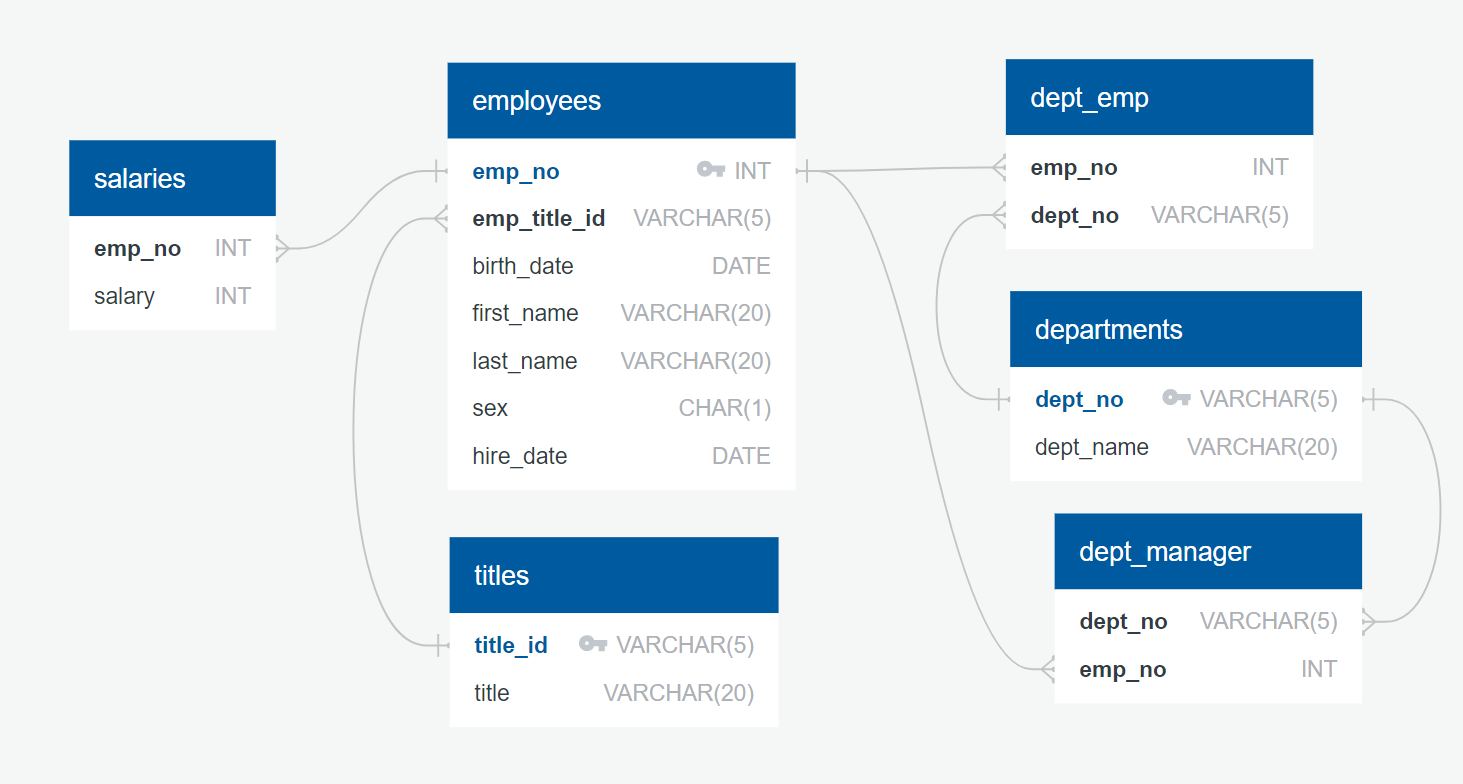 salaries
emp_no INT
salary INT
employees
emp_no INT
emp_title_id VARCHAR(5)
birth_date DATE
first_name VARCHAR(20)
last_name VARCHAR(20)
sex CHAR(1)
hire_date DATE
titles
title_id VARCHAR(5)
title VARCHAR(20)
dept_emp
emp_no INT
dept_no VARCHAR(5)
departments
dept_no VARCHAR(5)
dept_name VARCHAR(20)
dept_manager
dept_no VARCHAR(5)
emp_no INT